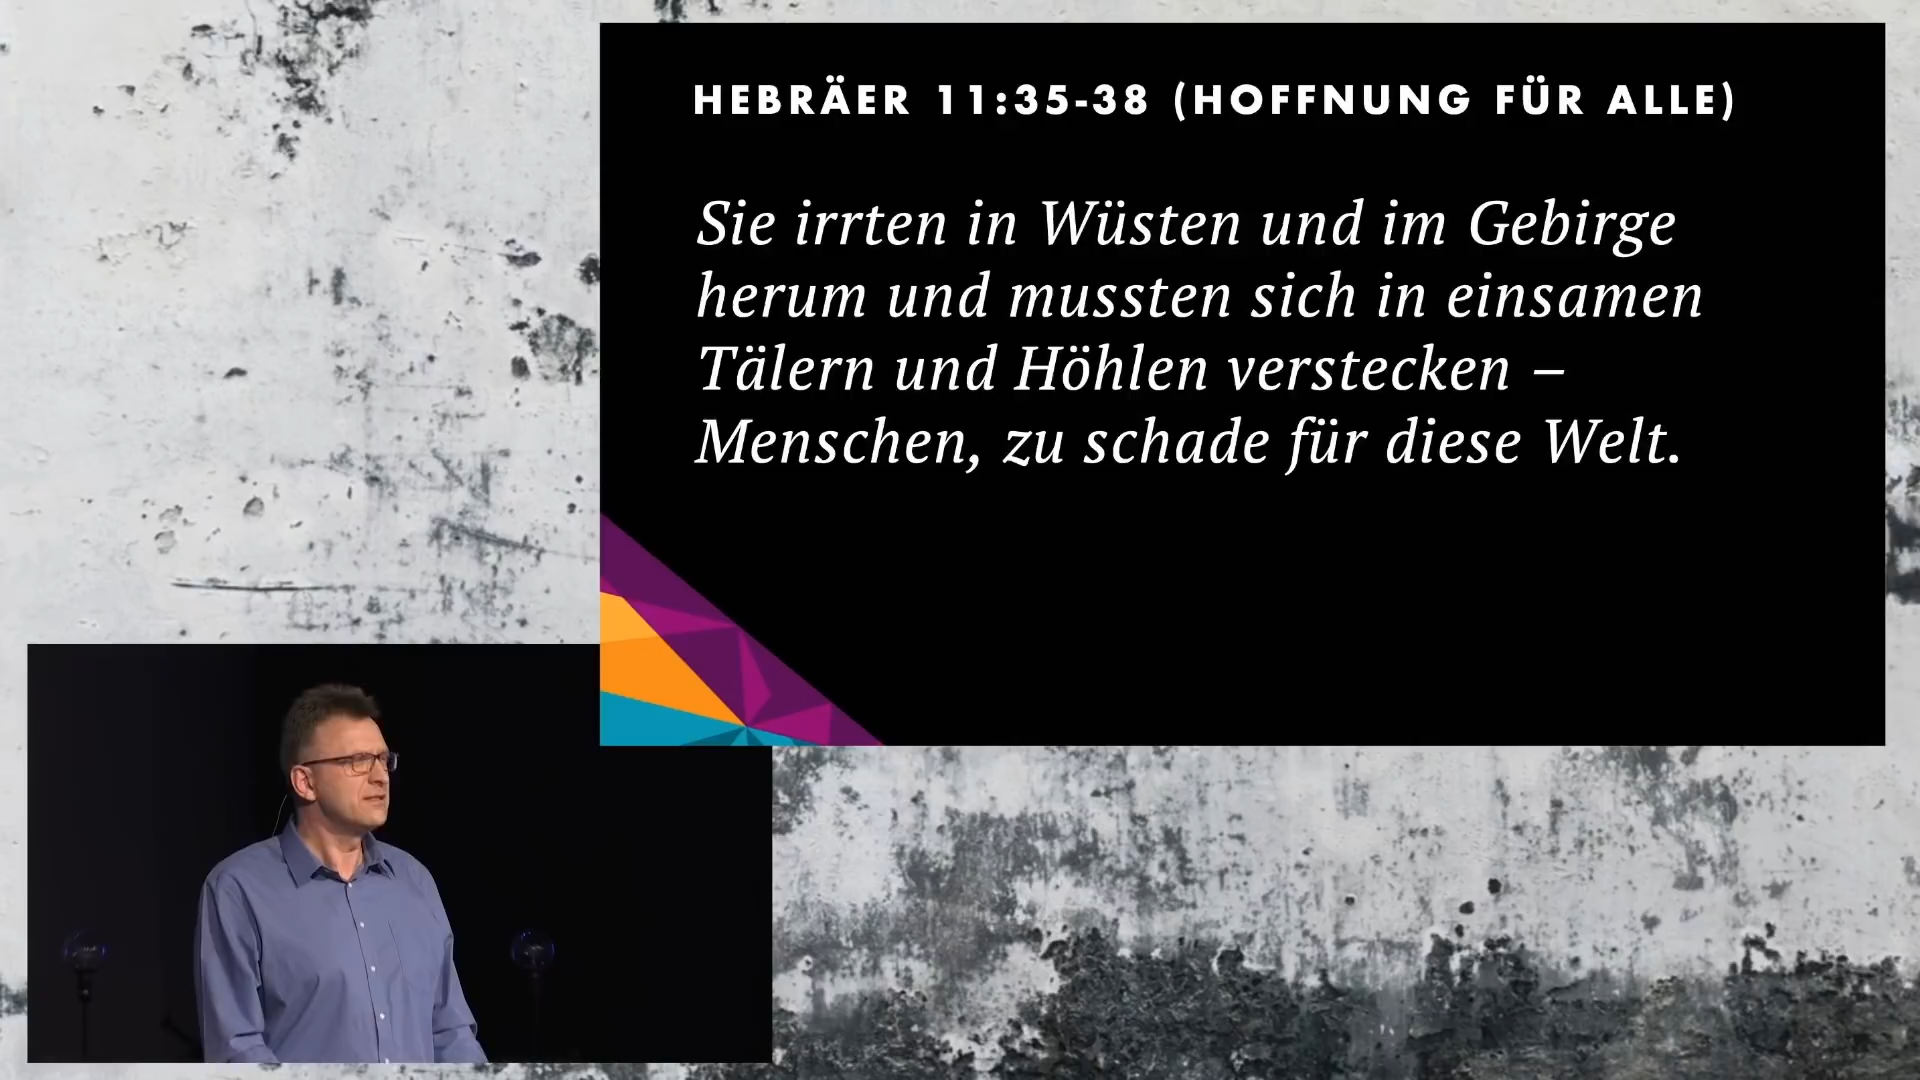 HEBRÄER 11:35-38 (HOFFNUNG FÜR ALLE)
Sie irrten in Wüsten und im Gebirge
herum und mussten sich in einsamen
Tälern und Höhlen verstecken –
Menschen, zu schade für diese Welt.